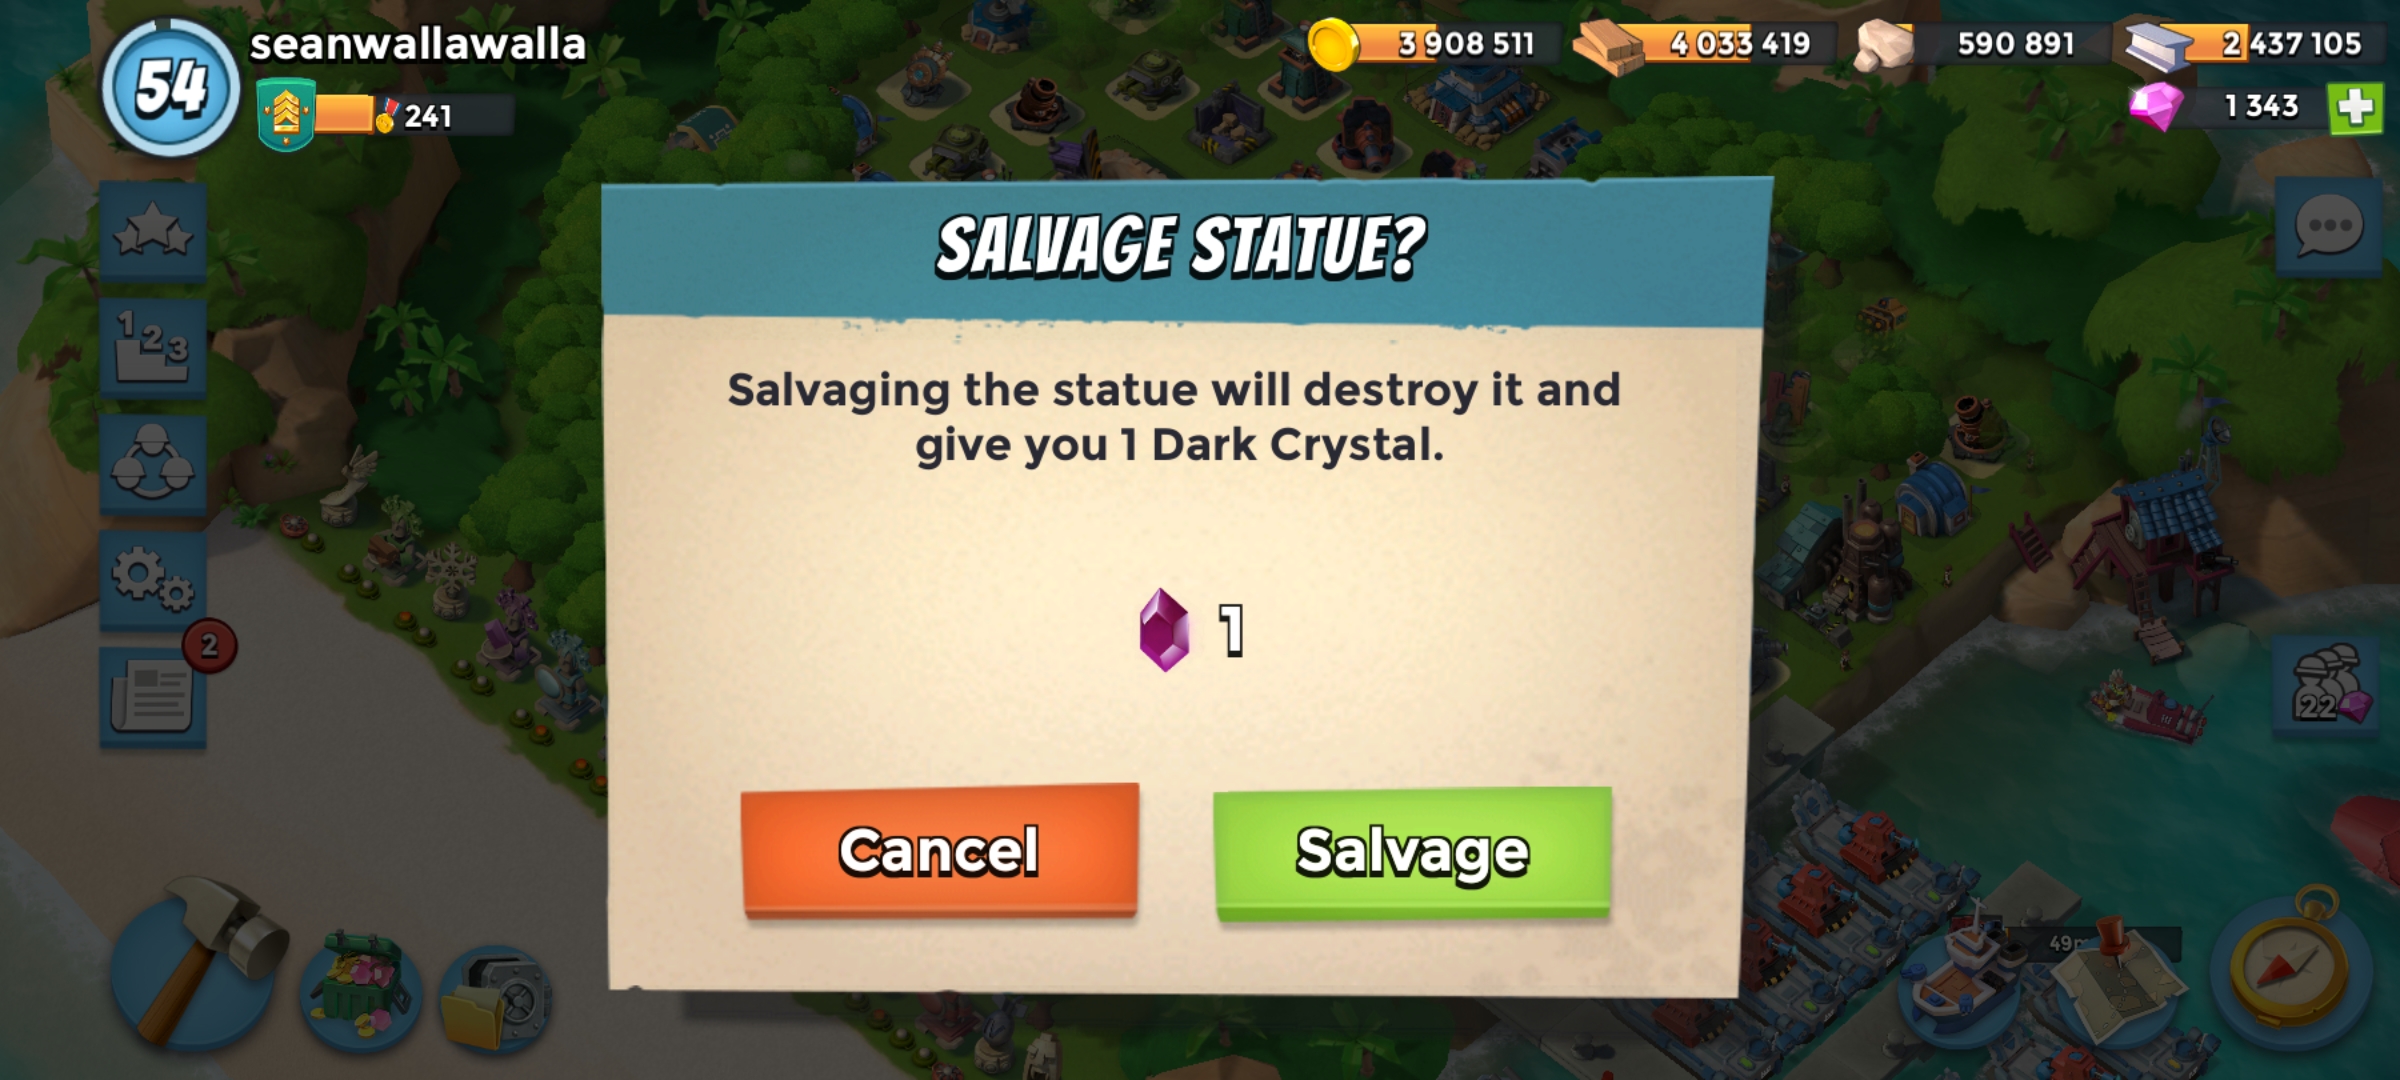 54
seanwallawalla
241
3 908 511
4 033 419
590 891
2 437 105
1 343
SALVAGE STATUE?
Salvaging the statue will destroy it and
give you 1 Dark Crystal.
1
Cancel
Salvage
1 2 3
2
22